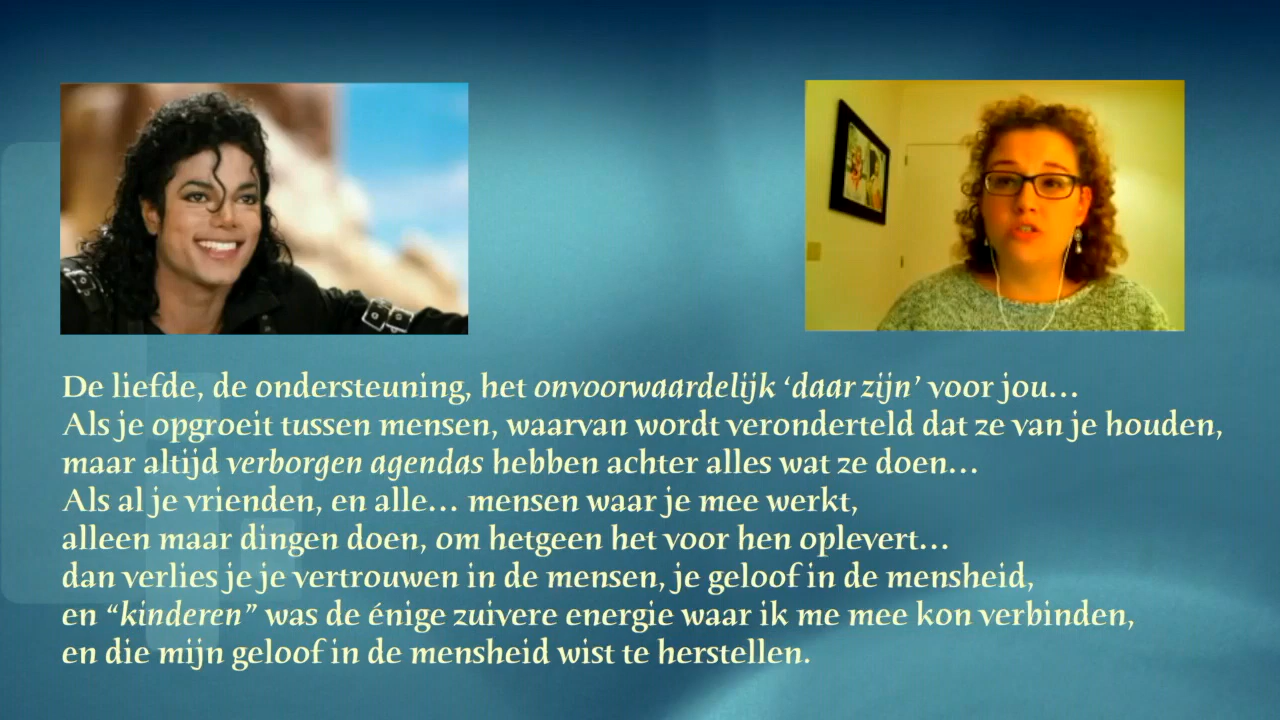 De liefde, de ondersteuning, het onvoorwaardelijk ‘daar zijn’ voor jou…
Als je opgroeit tussen mensen, waarvan wordt veronderteld dat ze van je houden,
maar altijd verborgen agendas hebben achter alles wat ze doen…
Als al je vrienden, en alle… mensen waar je mee werkt,
alleen maar dingen doen, om hetgeen het voor hen oplevert…
dan verlies je je vertrouwen in de mensen, je geloof in de mensheid,
en “kinderen” was de énige zuivere energie waar ik me mee kon verbinden,
en die mijn geloof in de mensheid wist te herstellen.